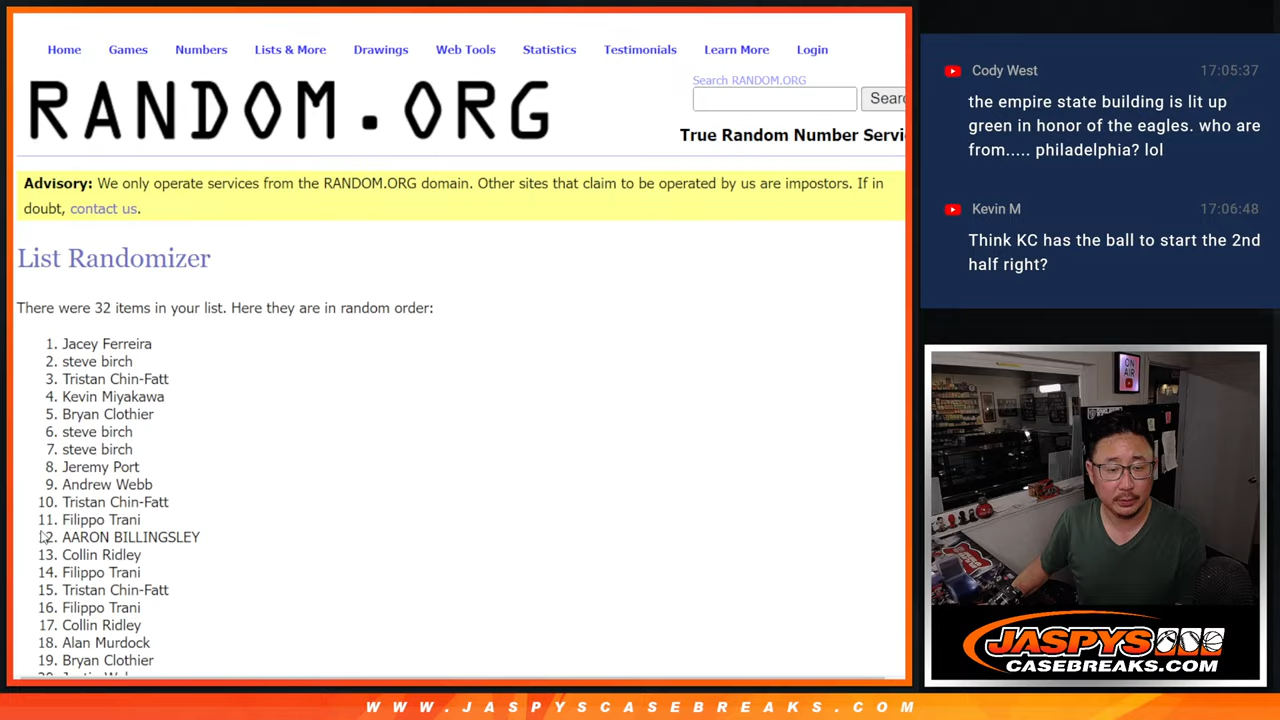 Home Games Numbers Lists & More Drawings Web Tools Statistics Testimonials Learn More Login
RANDOM.ORG
Search RANDOM.ORG
Searc
True Random Number Servi
Advisory: We only operate services from the RANDOM.ORG domain. Other sites that claim to be operated by us are impostors. If in
doubt, contact us.
List Randomizer
There were 32 items in your list. Here they are in random order:
1. Jacey Ferreira
2. steve birch
3. Tristan Chin-Fatt
4. Kevin Miyakawa
5. Bryan Clothier
6. steve birch
7. steve birch
8. Jeremy Port
9. Andrew Webb
10. Tristan Chin-Fatt
11. Filippo Trani
12. AARON BILLINGSLEY
13. Collin Ridley
14. Filippo Trani
15. Tristan Chin-Fatt
16. Filippo Trani
17. Collin Ridley
18. Alan Murdock
19. Bryan Clothier
Cody West 17:05:37
the empire state building is lit up
green in honor of the eagles. who are
from..... philadelphia? lol
Kevin M 17:06:48
Think KC has the ball to start the 2nd
half right?
ON
AIR
JASPYS
CASEBREAKS.COM
WWW.JASPYSCASEBREAKS.COM